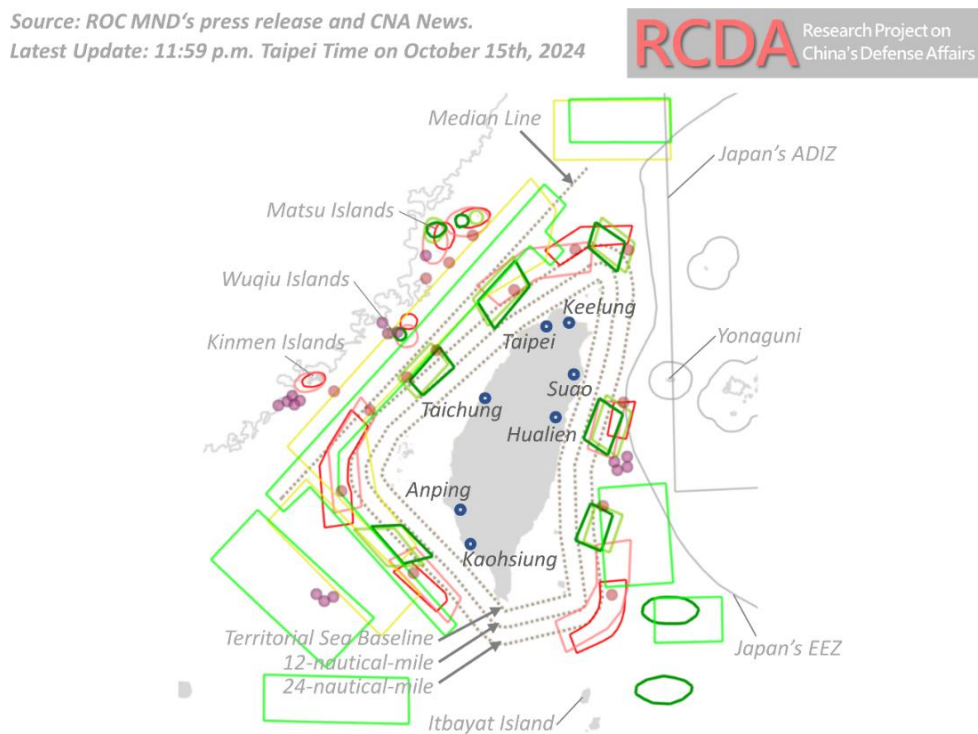 Source: ROC MND's press release and CNA News.
Latest Update: 11:59 p.m. Taipei Time on October 15th, 2024
RCDA
Research Project on
China's Defense Affairs
Median Line
Japan's ADIZ
Matsu Islands
Wuqiu Islands
Keelung
Kinmen Islands
Taipei
Yonaguni
Suao
Taichung
Hualien
Anping
Kaohsiung
Territorial Sea Baseline
12-nautical-mile
Japan's EEZ
24-nautical-mile
Itbayat Island